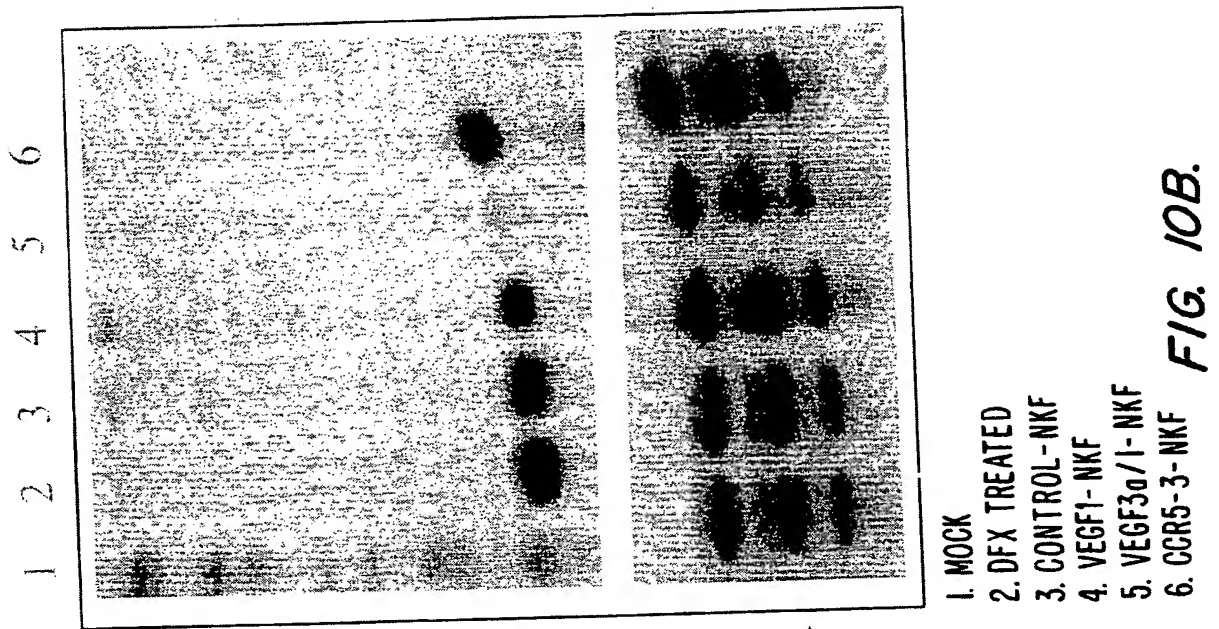 1 2 3 4 5 6
1. MOCK
2. DFX TREATED
3. CONTROL-NKF
4. VEGF1-NKF
5. VEGF3a/1-NKF
6. CCR5-3-NKF
FIG. 10B.